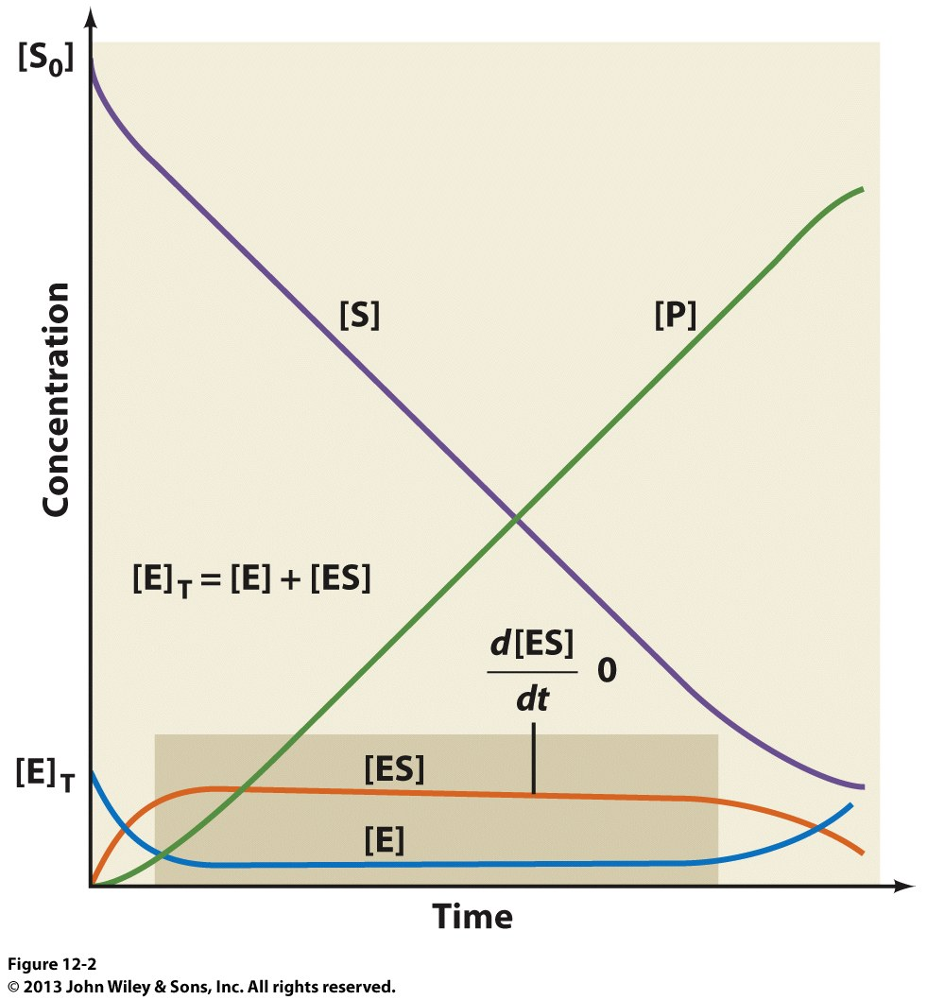 [S0]
[S]
[P]
Concentration
[E]T = [E] + [ES]
d[ES]
dt
0
[E]T
[ES]
[E]
Time
Figure 12-2
© 2013 John Wiley & Sons, Inc. All rights reserved.